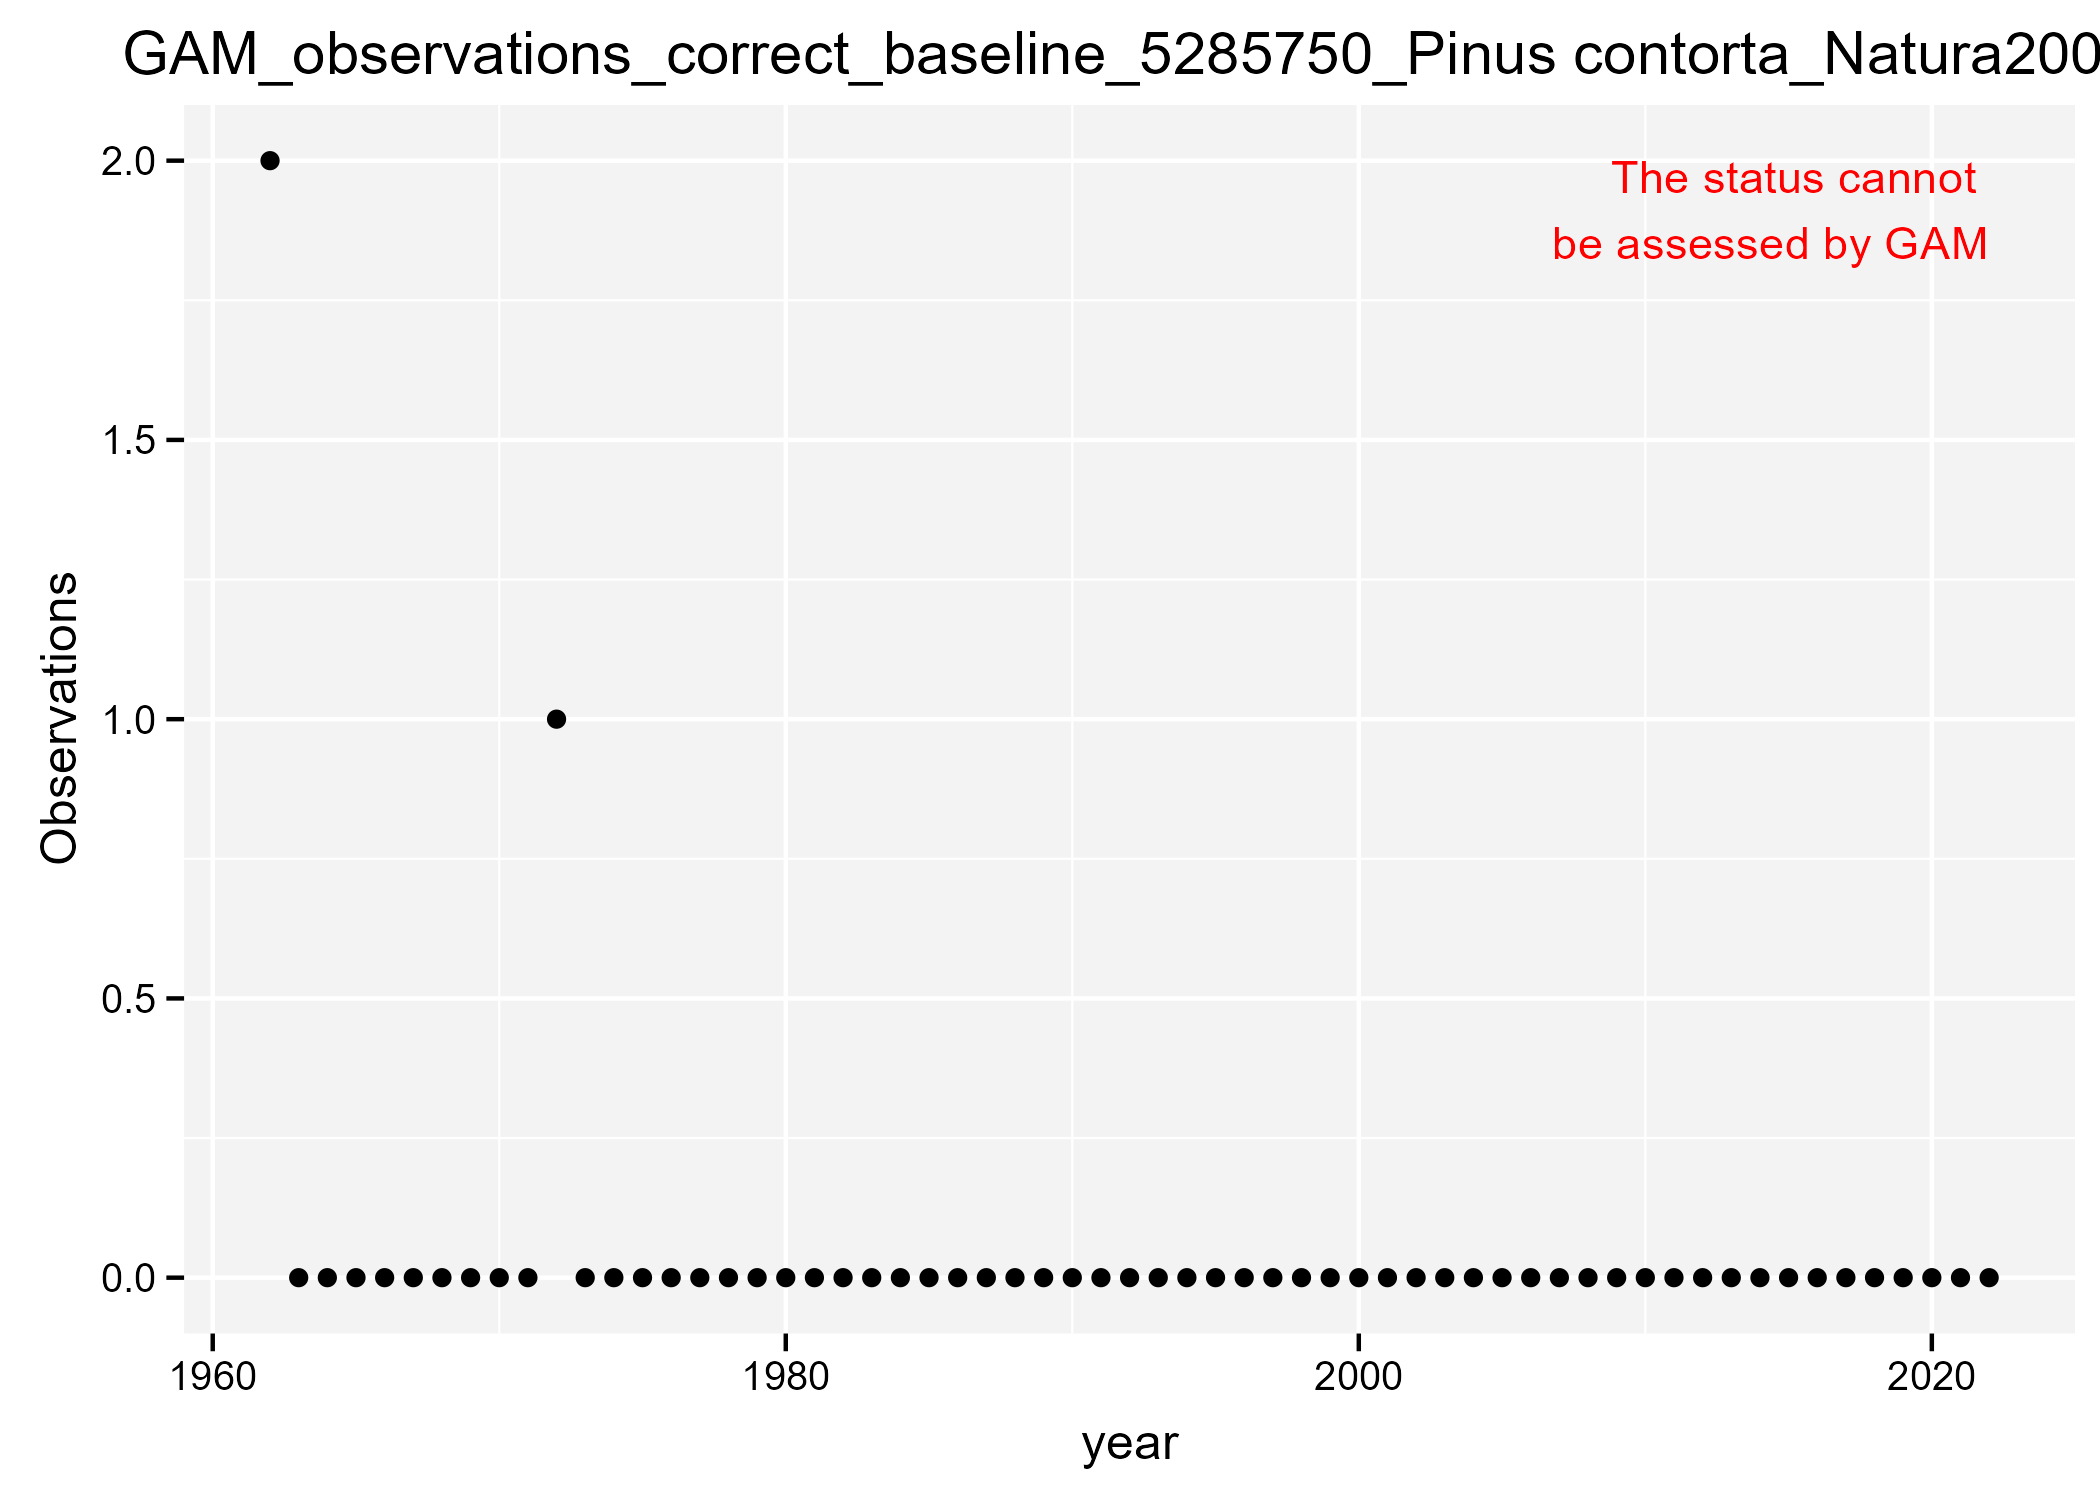 GAM_observations_correct_baseline_5285750_Pinus contorta_Natura200
2.0
The status cannot
be assessed by GAM
1.5
1.0
0.5
0.0
Observations
1960
1980
2000
2020
year